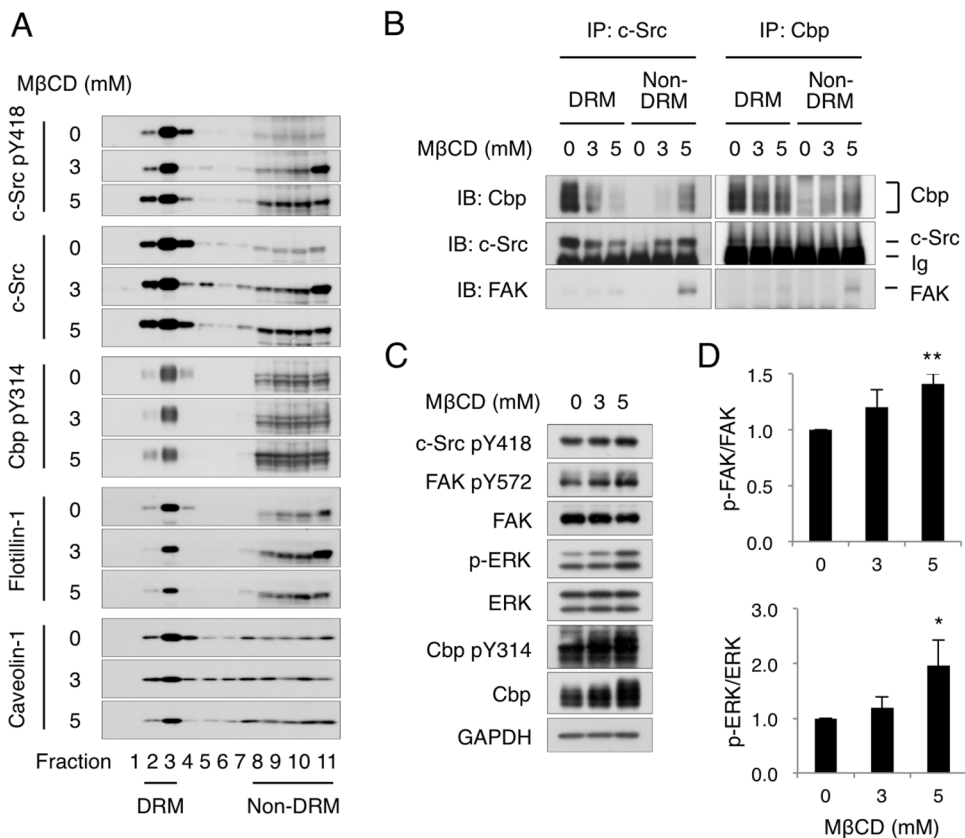 A
MβCD (mM)
c-Src pY418
0
3
5
c-Src
0
3
5
Cbp pY314
0
3
5
Flotillin-1
0
3
5
Caveolin-1
0
3
5
Fraction 1 2 3 4 5 6 7 8 9 10 11
DRM Non-DRM
B
IP: c-Src IP: Cbp
DRM Non-DRM DRM Non-DRM
MβCD (mM) 0 3 5 0 3 5 0 3 5 0 3 5
IB: Cbp Cbp
IB: c-Src c-Src
Ig
IB: FAK FAK
C
MβCD (mM) 0 3 5
c-Src pY418
FAK pY572
FAK
p-ERK
ERK
Cbp pY314
Cbp
GAPDH
D
p-FAK/FAK
**
1.5
1.0
0.5
0.0
0 3 5
p-ERK/ERK
3.0
*
2.0
1.0
0.0
0 3 5
MβCD (mM)